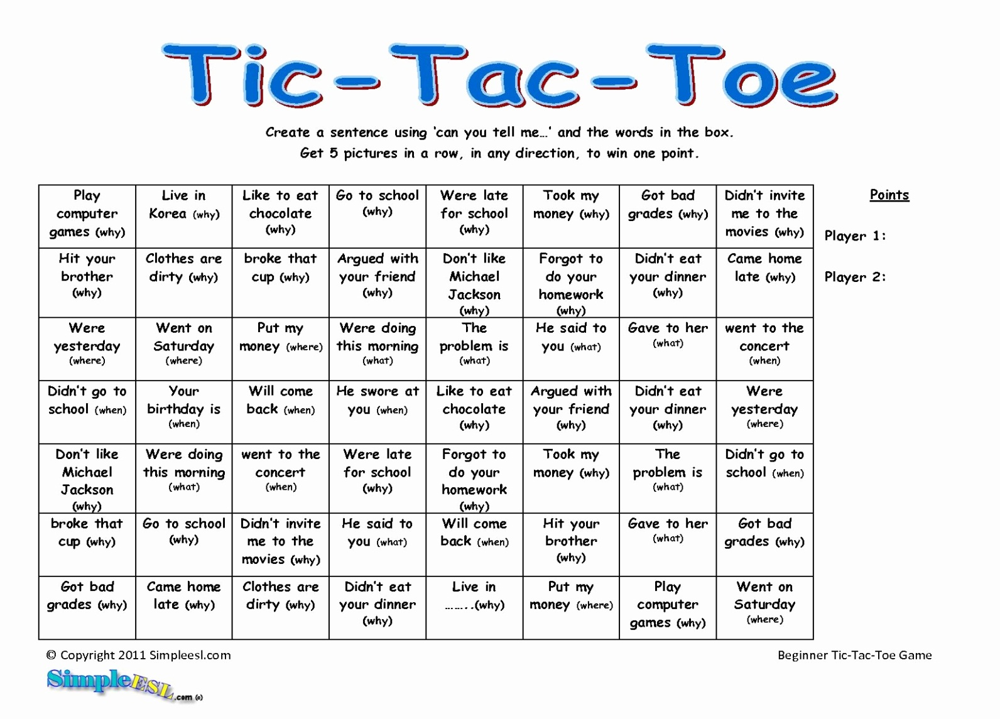 Tic-Tac-Toe
Create a sentence using 'can you tell me…' and the words in the box.
Get 5 pictures in a row, in any direction, to win one point.
Play
computer
games (why)
Live in
Korea (why)
Like to eat
chocolate
(why)
Go to school
(why)
Were late
for school
(why)
Took my
money (why)
Got bad
grades (why)
Didn't invite
me to the
movies (why)
Points
Player 1:
Player 2:
Hit your
brother
(why)
Clothes are
dirty (why)
broke that
cup (why)
Argued with
your friend
(why)
Don't like
Michael
Jackson
(why)
Forgot to
do your
homework
(why)
Didn't eat
your dinner
(why)
Came home
late (why)
Were
yesterday
(where)
Went on
Saturday
(where)
Put my
money (where)
Were doing
this morning
(what)
The
problem is
(what)
He said to
you (what)
Gave to her
(what)
went to the
concert
(when)
Didn't go to
school (when)
Your
birthday is
(when)
Will come
back (when)
He swore at
you (when)
Like to eat
chocolate
(why)
Argued with
your friend
(why)
Didn't eat
your dinner
(why)
Were
yesterday
(where)
Don't like
Michael
Jackson
(why)
Were doing
this morning
(what)
went to the
concert
(when)
Were late
for school
(why)
Forgot to
do your
homework
(why)
Took my
money (why)
The
problem is
(what)
Didn't go to
school (when)
broke that
cup (why)
Go to school
(why)
Didn't invite
me to the
movies (why)
He said to
you (what)
Will come
back (when)
Hit your
brother
(why)
Gave to her
(what)
Got bad
grades (why)
Got bad
grades (why)
Came home
late (why)
Clothes are
dirty (why)
Didn't eat
your dinner
(why)
Live in
……..(why)
Put my
money (where)
Play
computer
games (why)
Went on
Saturday
(where)
© Copyright 2011 Simpleesl.com
Beginner Tic-Tac-Toe Game
SimpleESL.com (c)